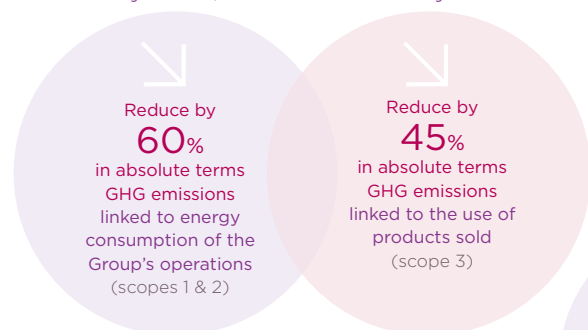 Reduce by
60%
in absolute terms
GHG emissions
linked to energy
consumption of the
Group's operations
(scopes 1 & 2)
Reduce by
45%
in absolute terms
GHG emissions
linked to the use of
products sold
(scope 3)